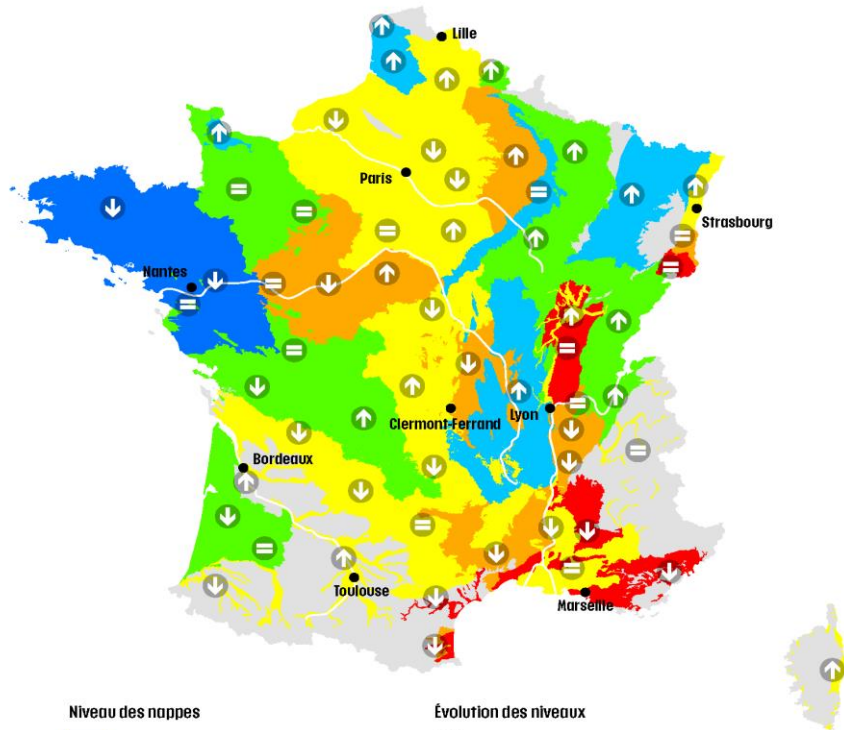 Lille
Paris
Strasbourg
Nantes
Clermont-Ferrand
Lyon
Bordeaux
Toulouse
Marseille
Niveau des nappes
Évolution des niveaux